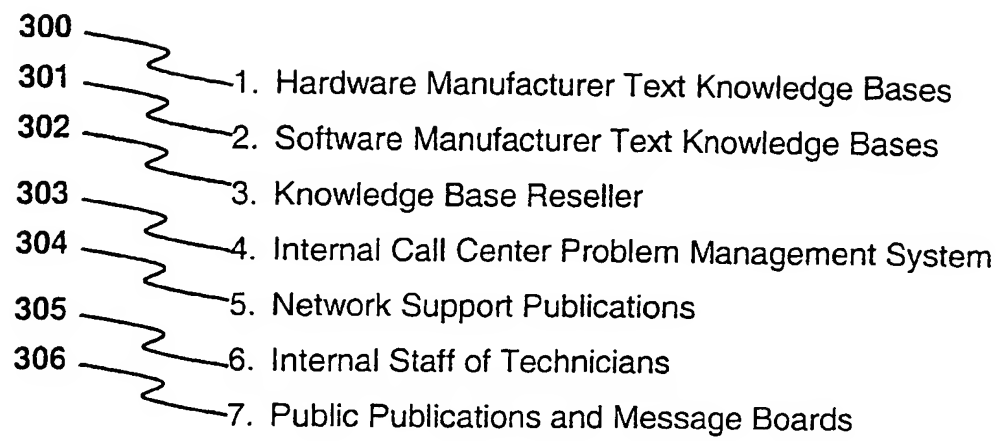 300
1. Hardware Manufacturer Text Knowledge Bases
301
2. Software Manufacturer Text Knowledge Bases
302
3. Knowledge Base Reseller
303
4. Internal Call Center Problem Management System
304
5. Network Support Publications
305
6. Internal Staff of Technicians
306
7. Public Publications and Message Boards